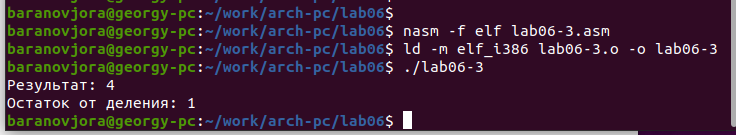 baranovjora@georgy-pc:~/work/arch-pc/lab06$
baranovjora@georgy-pc:~/work/arch-pc/lab06$ nasm -f elf lab06-3.asm
baranovjora@georgy-pc:~/work/arch-pc/lab06$ ld -m elf_i386 lab06-3.o -o lab06-3
baranovjora@georgy-pc:~/work/arch-pc/lab06$ ./lab06-3
Результат: 4
Остаток от деления: 1
baranovjora@georgy-pc:~/work/arch-pc/lab06$